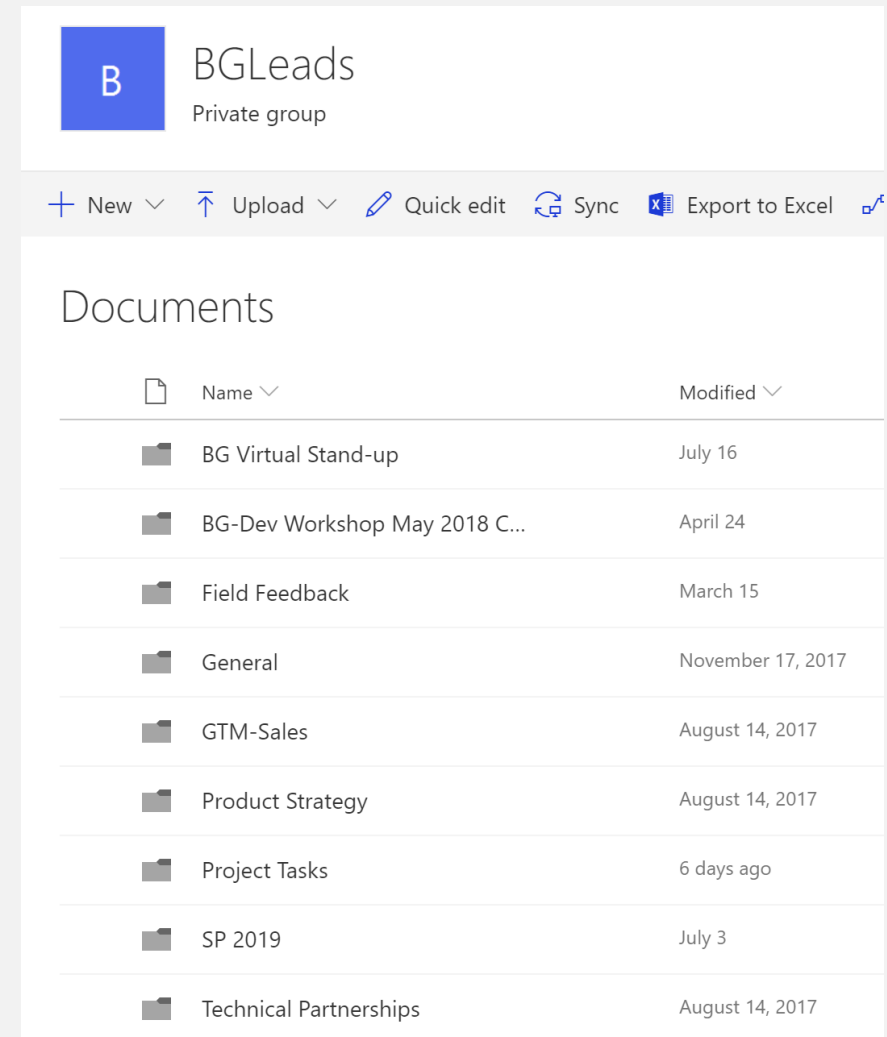 B
BGLeads
Private group
New Upload Quick edit Sync Export to Excel
Documents
Name Modified
BG Virtual Stand-up July 16
BG-Dev Workshop May 2018 C... April 24
Field Feedback March 15
General November 17, 2017
GTM-Sales August 14, 2017
Product Strategy August 14, 2017
Project Tasks 6 days ago
SP 2019 July 3
Technical Partnerships August 14, 2017